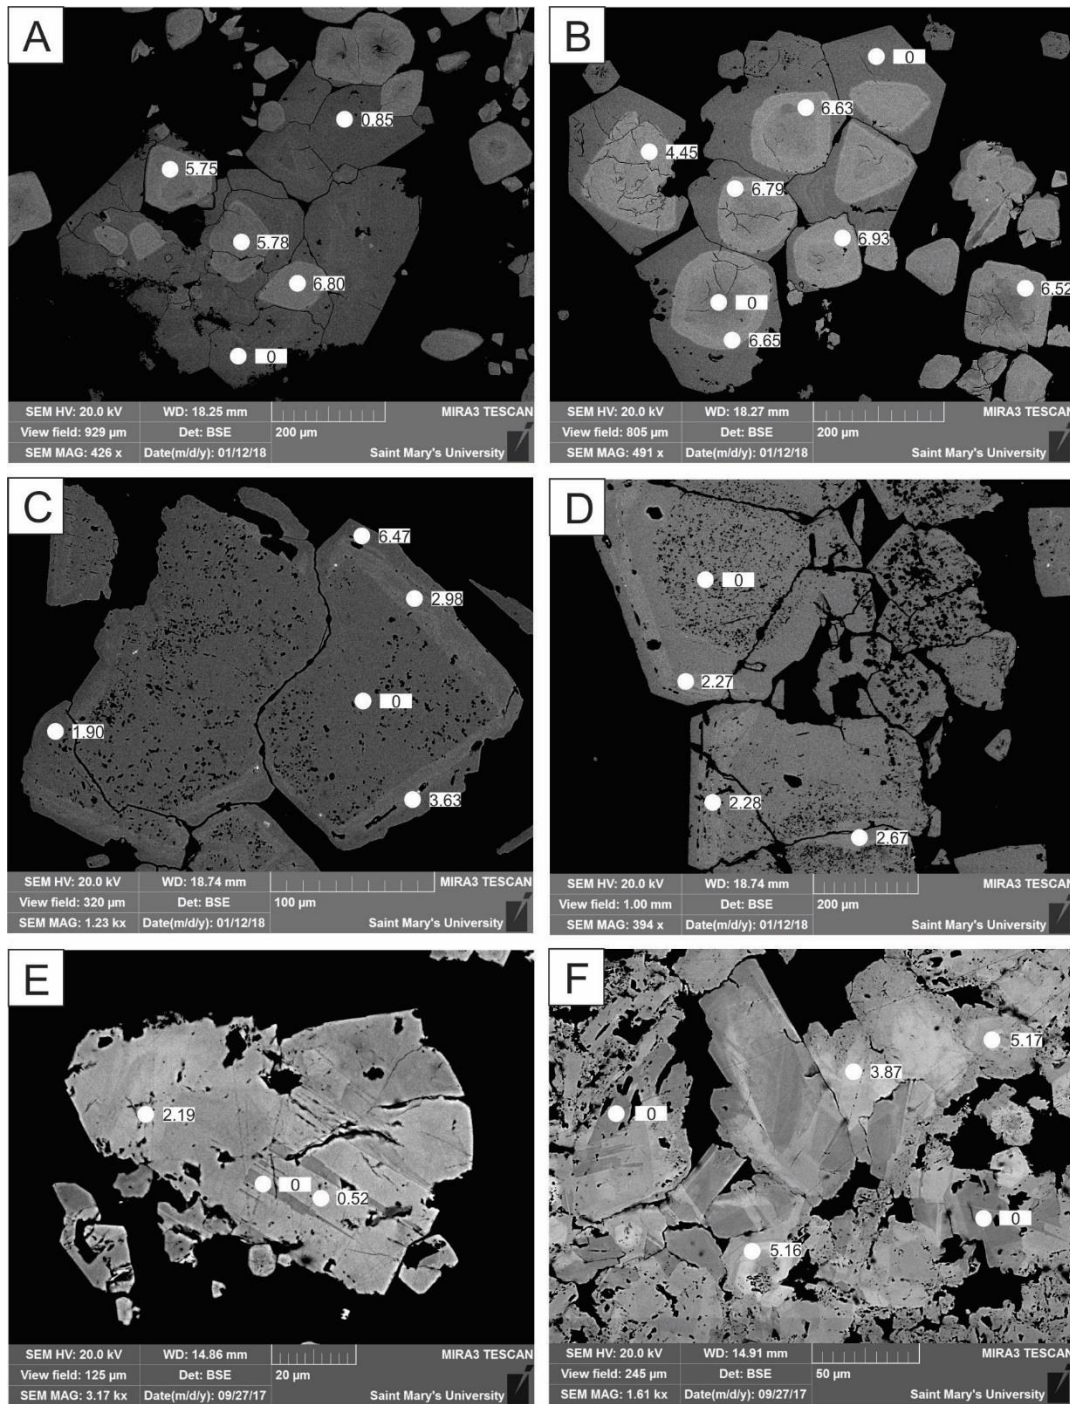 A
0.85
5.75
5.78
6.80
0
SEM HV: 20.0 kV WD: 18.25 mm MIRA3 TESCAN
View field: 929 µm Det: BSE 200 µm
SEM MAG: 426 x Date(m/d/y): 01/12/18 Saint Mary's University
B
0
6.63
4.45
6.79
6.93
6.52
0
6.65
SEM HV: 20.0 kV WD: 18.27 mm MIRA3 TESCAN
View field: 805 µm Det: BSE 200 µm
SEM MAG: 491 x Date(m/d/y): 01/12/18 Saint Mary's University
C
6.47
2.98
0
1.90
3.63
SEM HV: 20.0 kV WD: 18.74 mm MIRA3 TESCAN
View field: 320 µm Det: BSE 100 µm
SEM MAG: 1.23 kx Date(m/d/y): 01/12/18 Saint Mary's University
D
0
2.27
2.28
2.67
SEM HV: 20.0 kV WD: 18.74 mm MIRA3 TESCAN
View field: 1.00 mm Det: BSE 200 µm
SEM MAG: 394 x Date(m/d/y): 01/12/18 Saint Mary's University
E
2.19
0
0.52
SEM HV: 20.0 kV WD: 14.86 mm MIRA3 TESCAN
View field: 125 µm Det: BSE 20 µm
SEM MAG: 3.17 kx Date(m/d/y): 09/27/17 Saint Mary's University
F
5.17
3.87
0
0
5.16
SEM HV: 20.0 kV WD: 14.91 mm MIRA3 TESCAN
View field: 245 µm Det: BSE 50 µm
SEM MAG: 1.61 kx Date(m/d/y): 09/27/17 Saint Mary's University